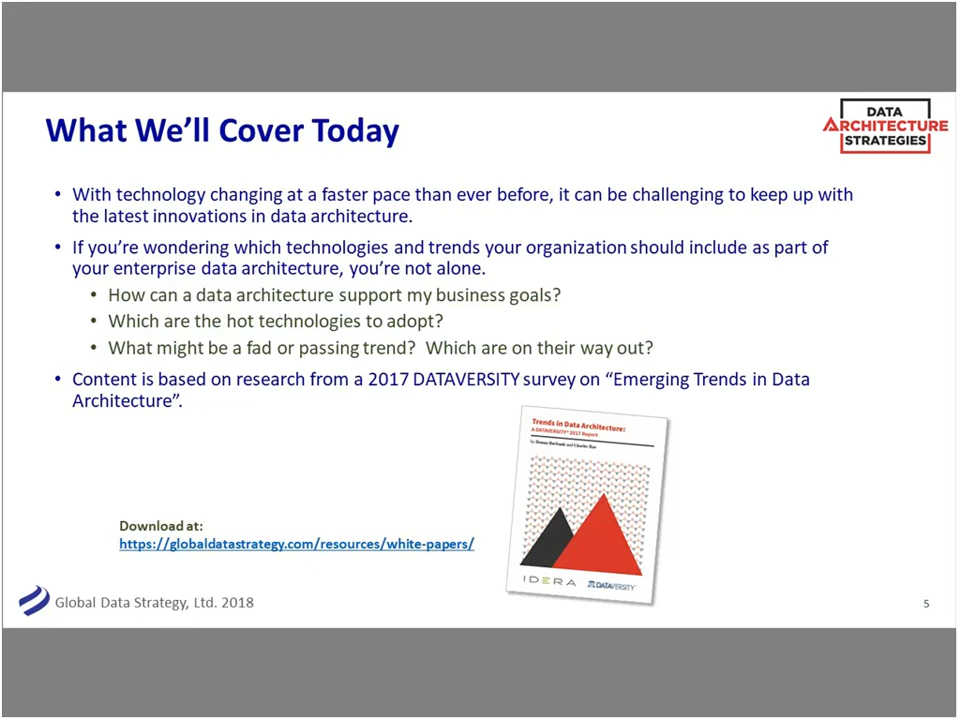 What We'll Cover Today
DATA
ARCHITECTURE
STRATEGIES
• With technology changing at a faster pace than ever before, it can be challenging to keep up with
the latest innovations in data architecture.
• If you're wondering which technologies and trends your organization should include as part of
your enterprise data architecture, you're not alone.
• How can a data architecture support my business goals?
• Which are the hot technologies to adopt?
• What might be a fad or passing trend?  Which are on their way out?
• Content is based on research from a 2017 DATAVERSITY survey on “Emerging Trends in Data
Architecture”.
Trends in Data Architecture:
A DATAVERSITY® 2017 Report
by Donna Burbank and Charles Roe
Download at:
https://globaldatastrategy.com/resources/white-papers/
IDERA
DATAVERSITY
Global Data Strategy, Ltd. 2018
5